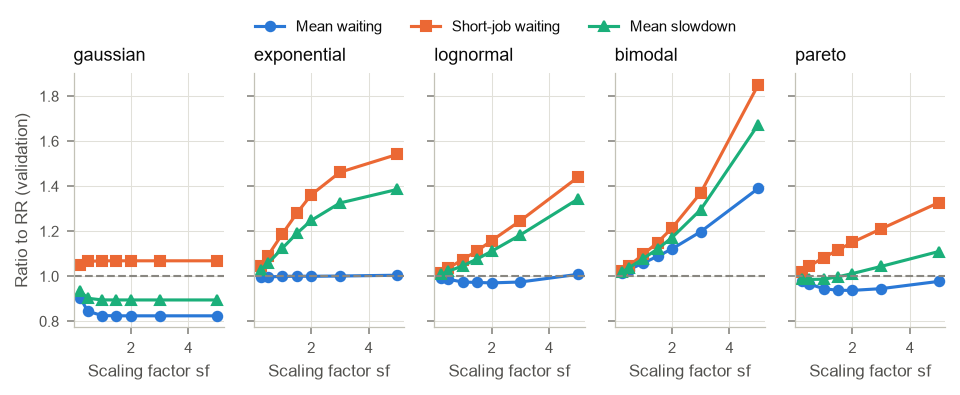 Mean waiting Short-job waiting Mean slowdown
gaussian exponential lognormal bimodal pareto
Ratio to RR (validation)
1.8
1.6
1.4
1.2
1.0
0.8
2 4 2 4 2 4 2 4 2 4
Scaling factor sf Scaling factor sf Scaling factor sf Scaling factor sf Scaling factor sf